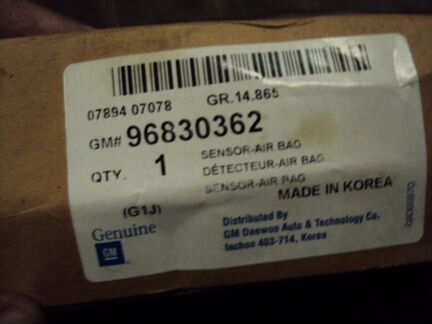 07894 07078 GR.14.865
GM# 96830362
QTY. 1 SENSOR-AIR BAG
DÉTECTEUR-AIR BAG
SENSOR-AIR BAG
MADE IN KOREA
(G1J)
Genuine
GM
Distributed By
GM Daewoo Auto & Technology Co.
Inchon 403-714, Korea